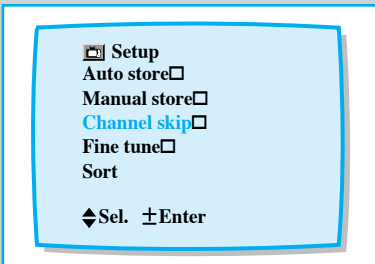 Setup
Auto store□
Manual store□
Channel skip□
Fine tune□
Sort
Sel. ±Enter